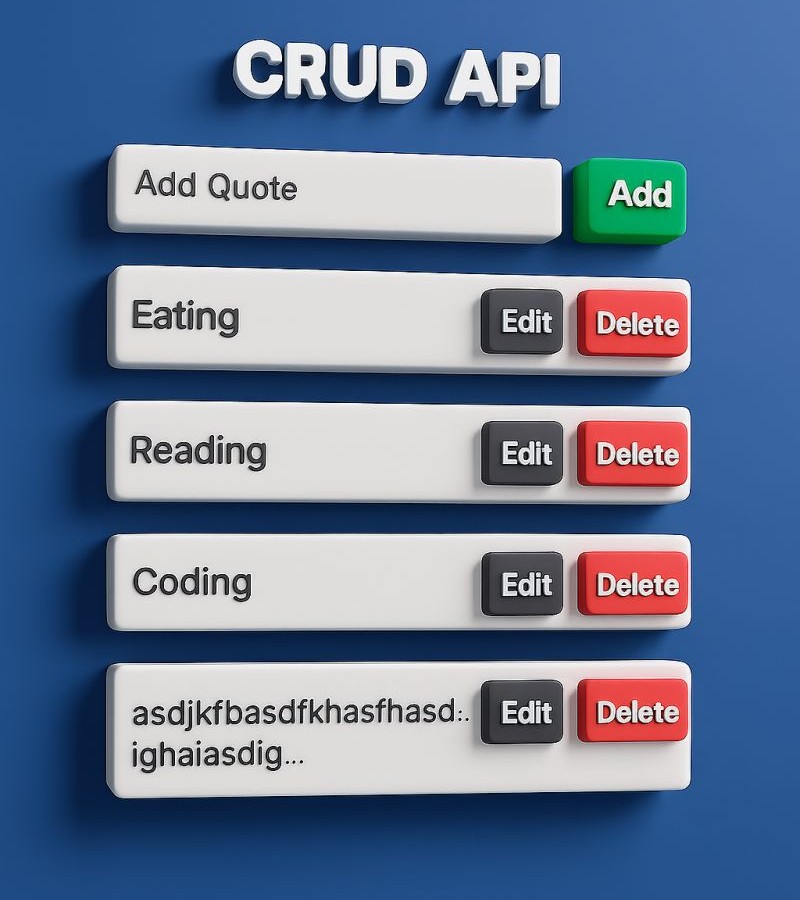 CRUD API
Add Quote Add
Eating Edit Delete
Reading Edit Delete
Coding Edit Delete
asdjkfbasdfkhasfhasd:. Edit Delete
ighaiasdig...